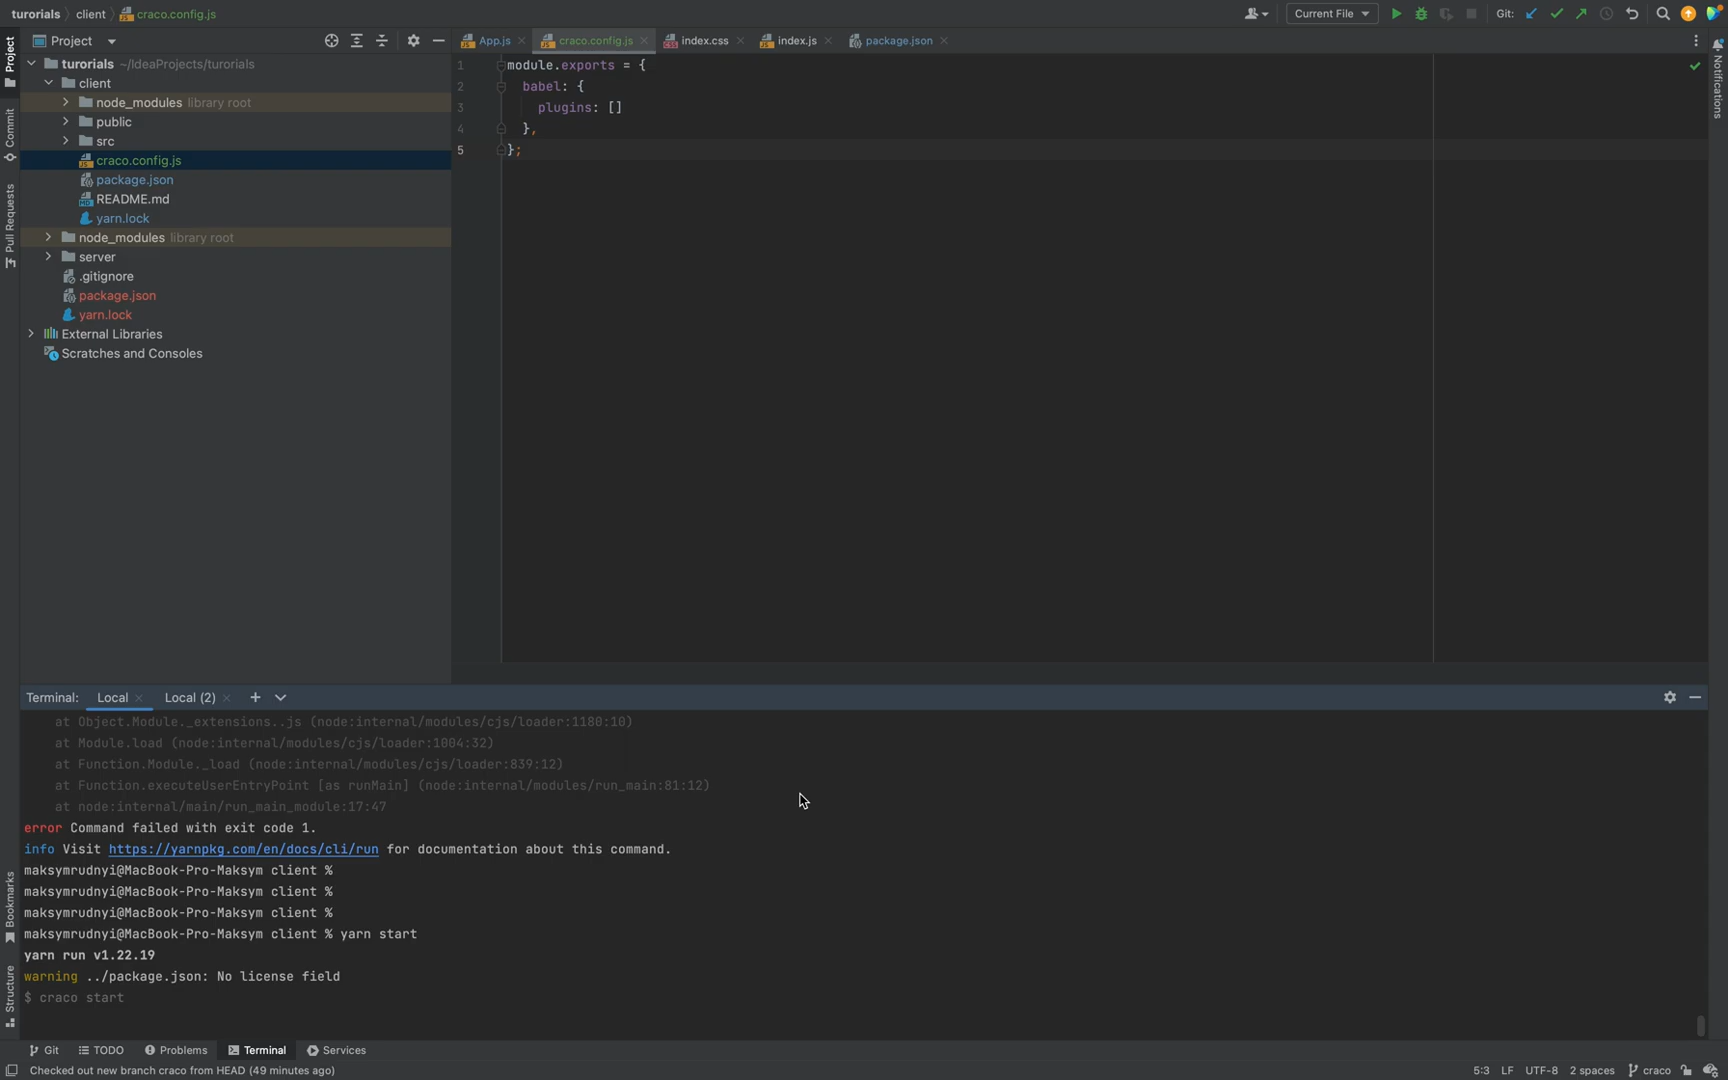 turorials client craco.config.js
Current File Git:
Project
App.js craco.config.js index.css index.js package.json
turorials ~/IdeaProjects/turorials
client
node_modules library root
public
src
craco.config.js
package.json
README.md
yarn.lock
node_modules library root
server
.gitignore
package.json
yarn.lock
External Libraries
Scratches and Consoles
1 module.exports = {
2 babel: {
3 plugins: []
4 },
5 };
Project
Commit
Pull Requests
Bookmarks
Structure
Notifications
Terminal: Local Local (2)
at Object.Module._extensions..js (node:internal/modules/cjs/loader:1180:10)
at Module.load (node:internal/modules/cjs/loader:1004:32)
at Function.Module._load (node:internal/modules/cjs/loader:839:12)
at Function.executeUserEntryPoint [as runMain] (node:internal/modules/run_main:81:12)
at node:internal/main/run_main_module:17:47
error Command failed with exit code 1.
info Visit https://yarnpkg.com/en/docs/cli/run for documentation about this command.
maksymrudnyi@MacBook-Pro-Maksym client %
maksymrudnyi@MacBook-Pro-Maksym client %
maksymrudnyi@MacBook-Pro-Maksym client %
maksymrudnyi@MacBook-Pro-Maksym client % yarn start
yarn run v1.22.19
warning ../package.json: No license field
$ craco start
Git TODO Problems Terminal Services
Checked out new branch craco from HEAD (49 minutes ago) 5:3 LF UTF-8 2 spaces craco